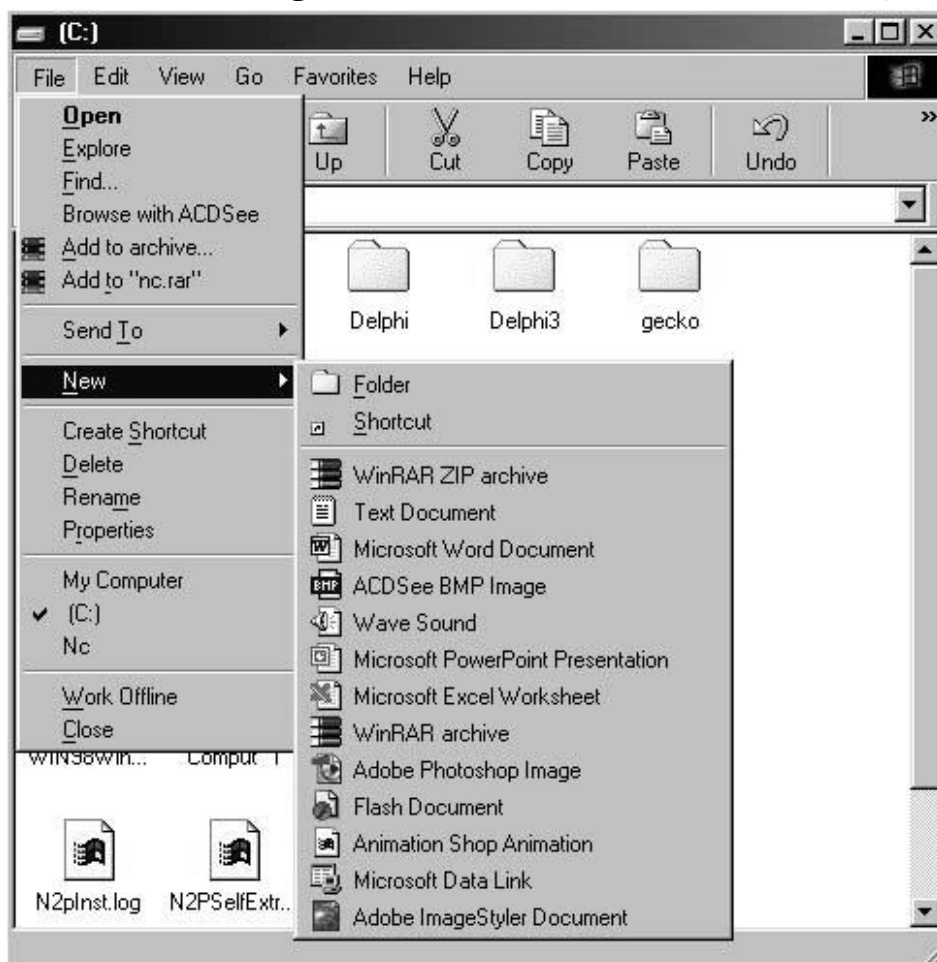 (C:)
File Edit View Go Favorites Help
Up Cut Copy Paste Undo
»
Open
Explore
Find...
Browse with ACDSee
Add to archive...
Add to "nc.rar"
Send To
New
Create Shortcut
Delete
Rename
Properties
My Computer
(C:)
Nc
Work Offline
Close
Delphi Delphi3 gecko
Folder
Shortcut
WinRAR ZIP archive
Text Document
Microsoft Word Document
BMP ACDSee BMP Image
Wave Sound
Microsoft PowerPoint Presentation
Microsoft Excel Worksheet
WinRAR archive
Adobe Photoshop Image
Flash Document
Animation Shop Animation
Microsoft Data Link
Adobe ImageStyler Document
N2pInst.log N2PSelfExtr...